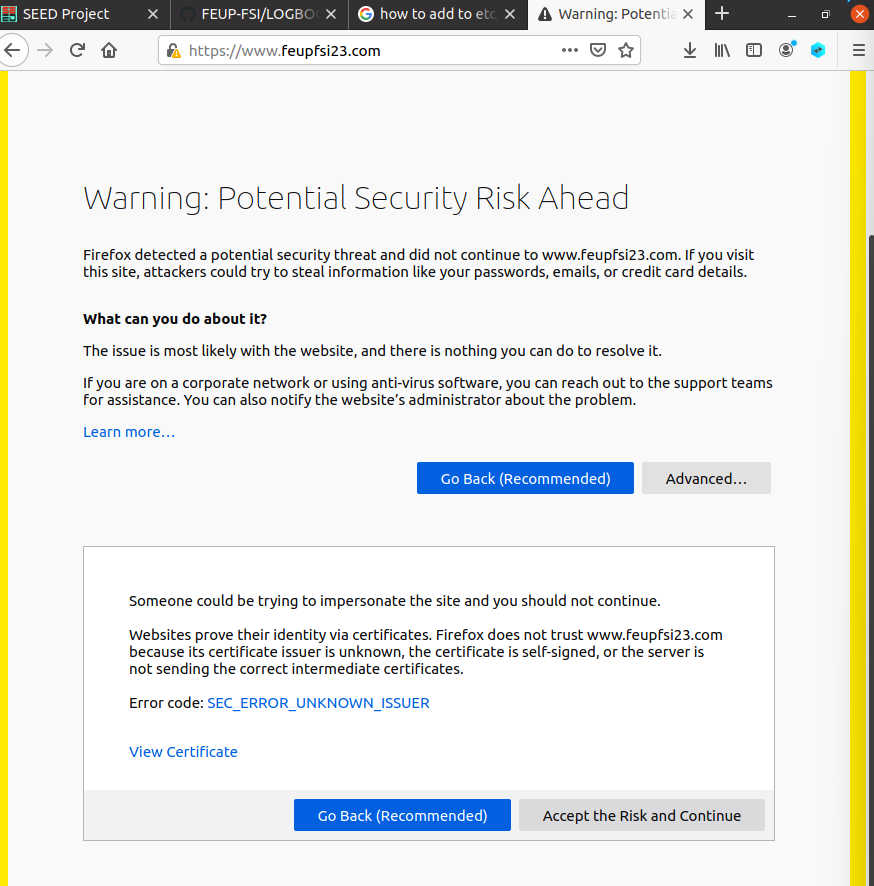 SEED Project
FEUP-FSI/LOGBO
how to add to etc
Warning: Potentia
https://www.feupfsi23.com
Warning: Potential Security Risk Ahead
Firefox detected a potential security threat and did not continue to www.feupfsi23.com. If you visit
this site, attackers could try to steal information like your passwords, emails, or credit card details.
What can you do about it?
The issue is most likely with the website, and there is nothing you can do to resolve it.
If you are on a corporate network or using anti-virus software, you can reach out to the support teams
for assistance. You can also notify the website’s administrator about the problem.
Learn more…
Go Back (Recommended)
Advanced…
Someone could be trying to impersonate the site and you should not continue.
Websites prove their identity via certificates. Firefox does not trust www.feupfsi23.com
because its certificate issuer is unknown, the certificate is self-signed, or the server is
not sending the correct intermediate certificates.
Error code: SEC_ERROR_UNKNOWN_ISSUER
View Certificate
Go Back (Recommended)
Accept the Risk and Continue